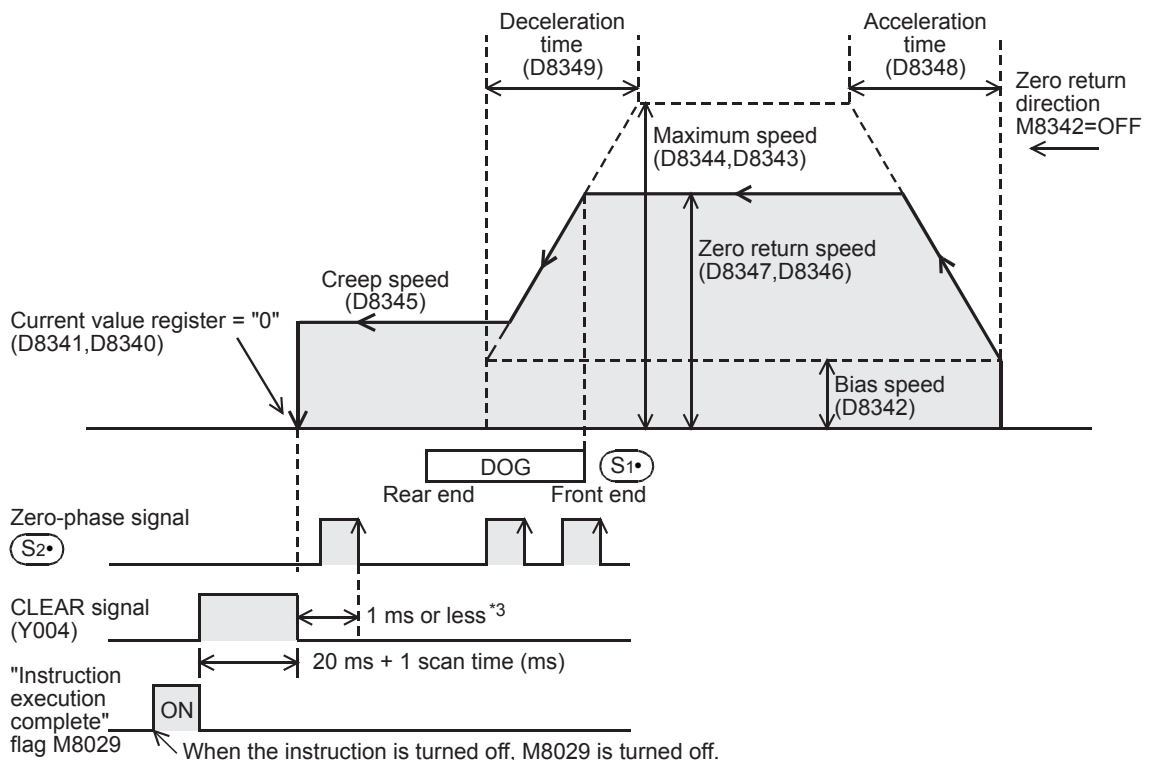 Deceleration
time
(D8349)
Acceleration
time
(D8348)
Zero return
direction
M8342=OFF
Maximum speed
(D8344,D8343)
Zero return speed
(D8347,D8346)
Creep speed
(D8345)
Current value register = "0"
(D8341,D8340)
Bias speed
(D8342)
DOG
S1•
Rear end
Front end
Zero-phase signal
S2•
CLEAR signal
(Y004)
1 ms or less *3
20 ms + 1 scan time (ms)
"Instruction
execution
complete"
flag M8029
ON
When the instruction is turned off, M8029 is turned off.